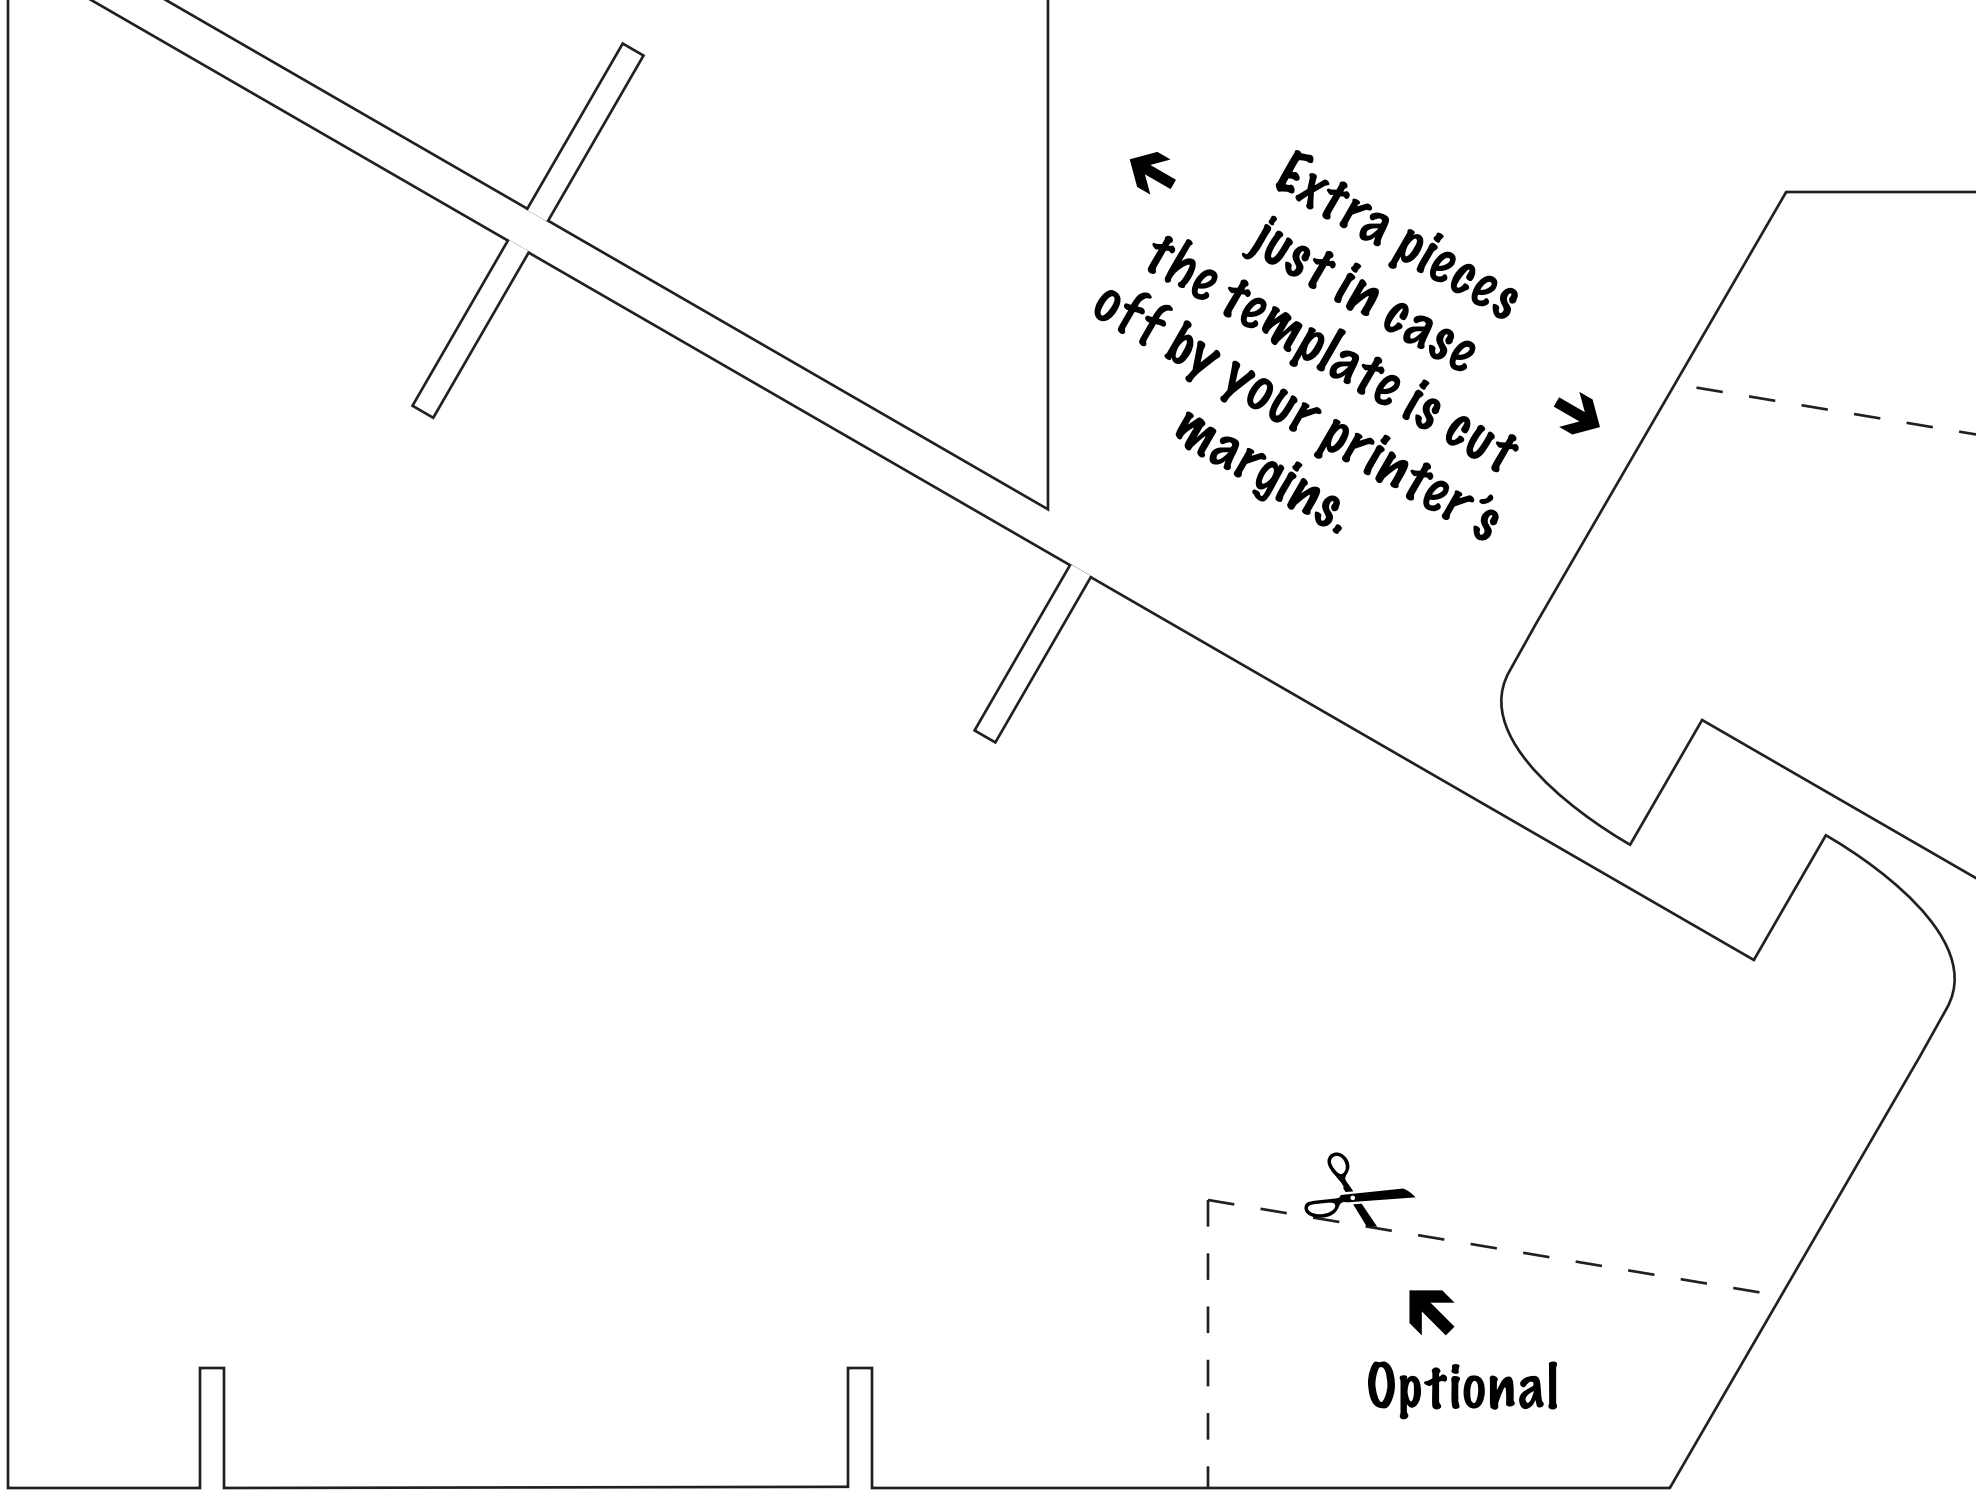 Extra pieces
just in case
the template is cut
off by your printer's
margins.
Optional